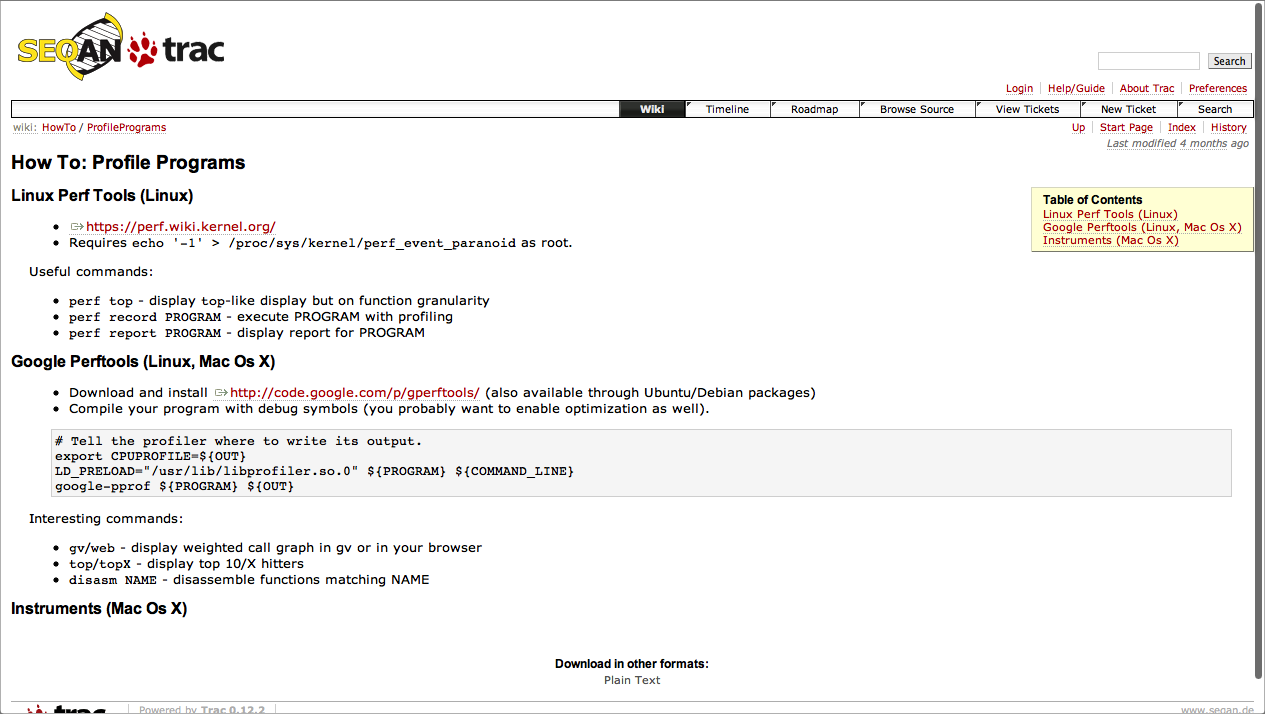 SEQAN trac
Search
Login Help/Guide About Trac Preferences
Wiki Timeline Roadmap Browse Source View Tickets New Ticket Search
wiki: HowTo / ProfilePrograms
Up Start Page Index History
Last modified 4 months ago
How To: Profile Programs
Linux Perf Tools (Linux)
Table of Contents
Linux Perf Tools (Linux)
Google Perftools (Linux, Mac Os X)
Instruments (Mac Os X)
https://perf.wiki.kernel.org/
Requires echo '-1' > /proc/sys/kernel/perf_event_paranoid as root.
Useful commands:
perf top - display top-like display but on function granularity
perf record PROGRAM - execute PROGRAM with profiling
perf report PROGRAM - display report for PROGRAM
Google Perftools (Linux, Mac Os X)
Download and install http://code.google.com/p/gperftools/ (also available through Ubuntu/Debian packages)
Compile your program with debug symbols (you probably want to enable optimization as well).
# Tell the profiler where to write its output.
export CPUPROFILE=${OUT}
LD_PRELOAD="/usr/lib/libprofiler.so.0" ${PROGRAM} ${COMMAND_LINE}
google-pprof ${PROGRAM} ${OUT}
Interesting commands:
gv/web - display weighted call graph in gv or in your browser
top/topX - display top 10/X hitters
disasm NAME - disassemble functions matching NAME
Instruments (Mac Os X)
Download in other formats:
Plain Text
trac Powered by Trac 0.12.2 www.seqan.de